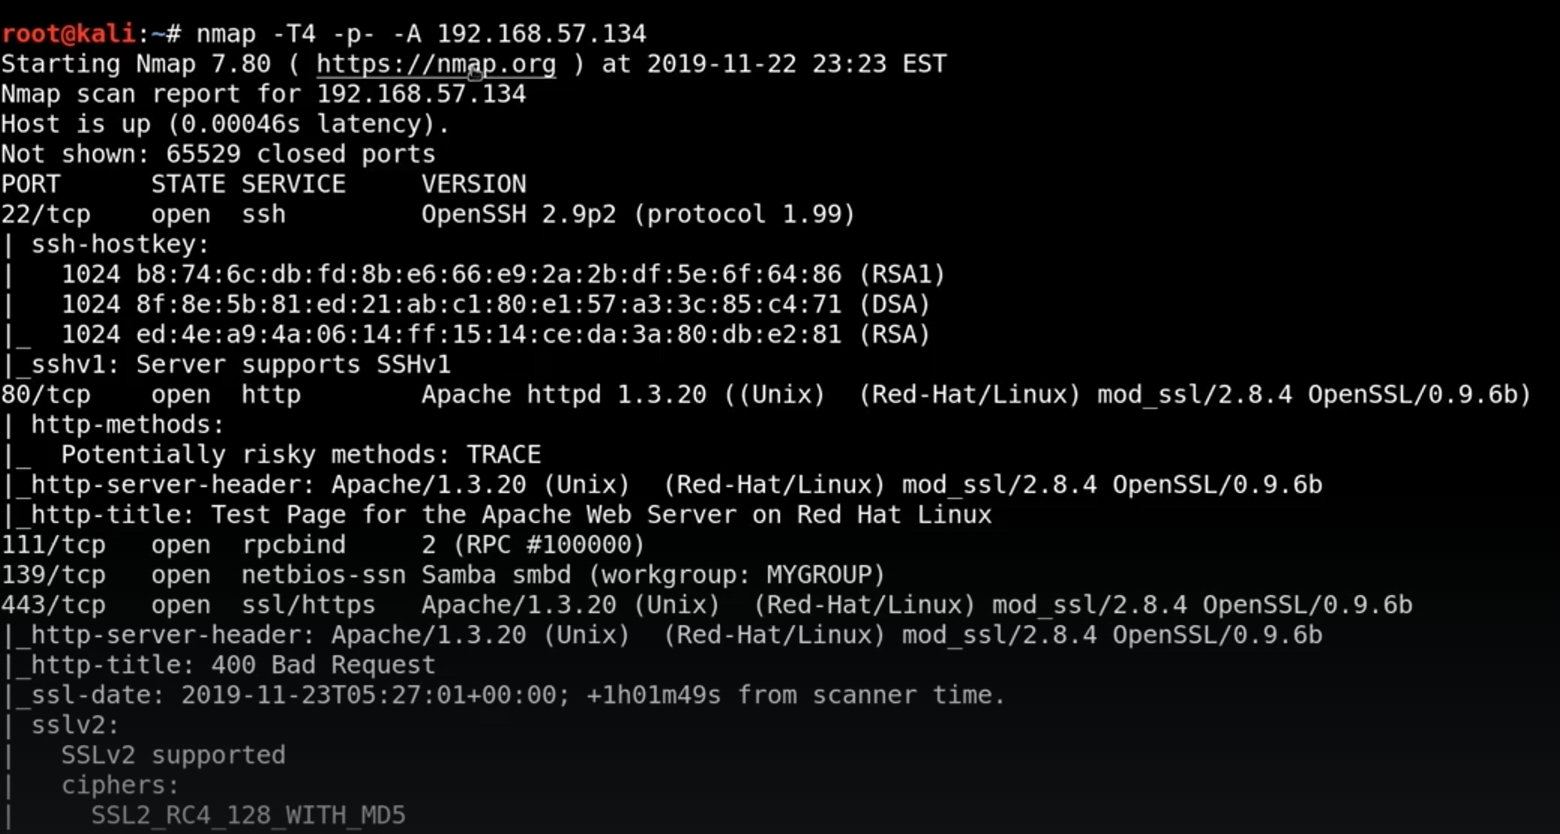 root@kali:~# nmap -T4 -p- -A 192.168.57.134
Starting Nmap 7.80 ( https://nmap.org ) at 2019-11-22 23:23 EST
Nmap scan report for 192.168.57.134
Host is up (0.00046s latency).
Not shown: 65529 closed ports
PORT      STATE SERVICE     VERSION
22/tcp    open  ssh         OpenSSH 2.9p2 (protocol 1.99)
| ssh-hostkey:
|   1024 b8:74:6c:db:fd:8b:e6:66:e9:2a:2b:df:5e:6f:64:86 (RSA1)
|   1024 8f:8e:5b:81:ed:21:ab:c1:80:e1:57:a3:3c:85:c4:71 (DSA)
|_  1024 ed:4e:a9:4a:06:14:ff:15:14:ce:da:3a:80:db:e2:81 (RSA)
|_sshv1: Server supports SSHv1
80/tcp    open  http        Apache httpd 1.3.20 ((Unix)  (Red-Hat/Linux) mod_ssl/2.8.4 OpenSSL/0.9.6b)
| http-methods:
|_  Potentially risky methods: TRACE
|_http-server-header: Apache/1.3.20 (Unix)  (Red-Hat/Linux) mod_ssl/2.8.4 OpenSSL/0.9.6b
|_http-title: Test Page for the Apache Web Server on Red Hat Linux
111/tcp   open  rpcbind     2 (RPC #100000)
139/tcp   open  netbios-ssn Samba smbd (workgroup: MYGROUP)
443/tcp   open  ssl/https   Apache/1.3.20 (Unix)  (Red-Hat/Linux) mod_ssl/2.8.4 OpenSSL/0.9.6b
|_http-server-header: Apache/1.3.20 (Unix)  (Red-Hat/Linux) mod_ssl/2.8.4 OpenSSL/0.9.6b
|_http-title: 400 Bad Request
|_ssl-date: 2019-11-23T05:27:01+00:00; +1h01m49s from scanner time.
| sslv2:
|   SSLv2 supported
|   ciphers:
|     SSL2_RC4_128_WITH_MD5